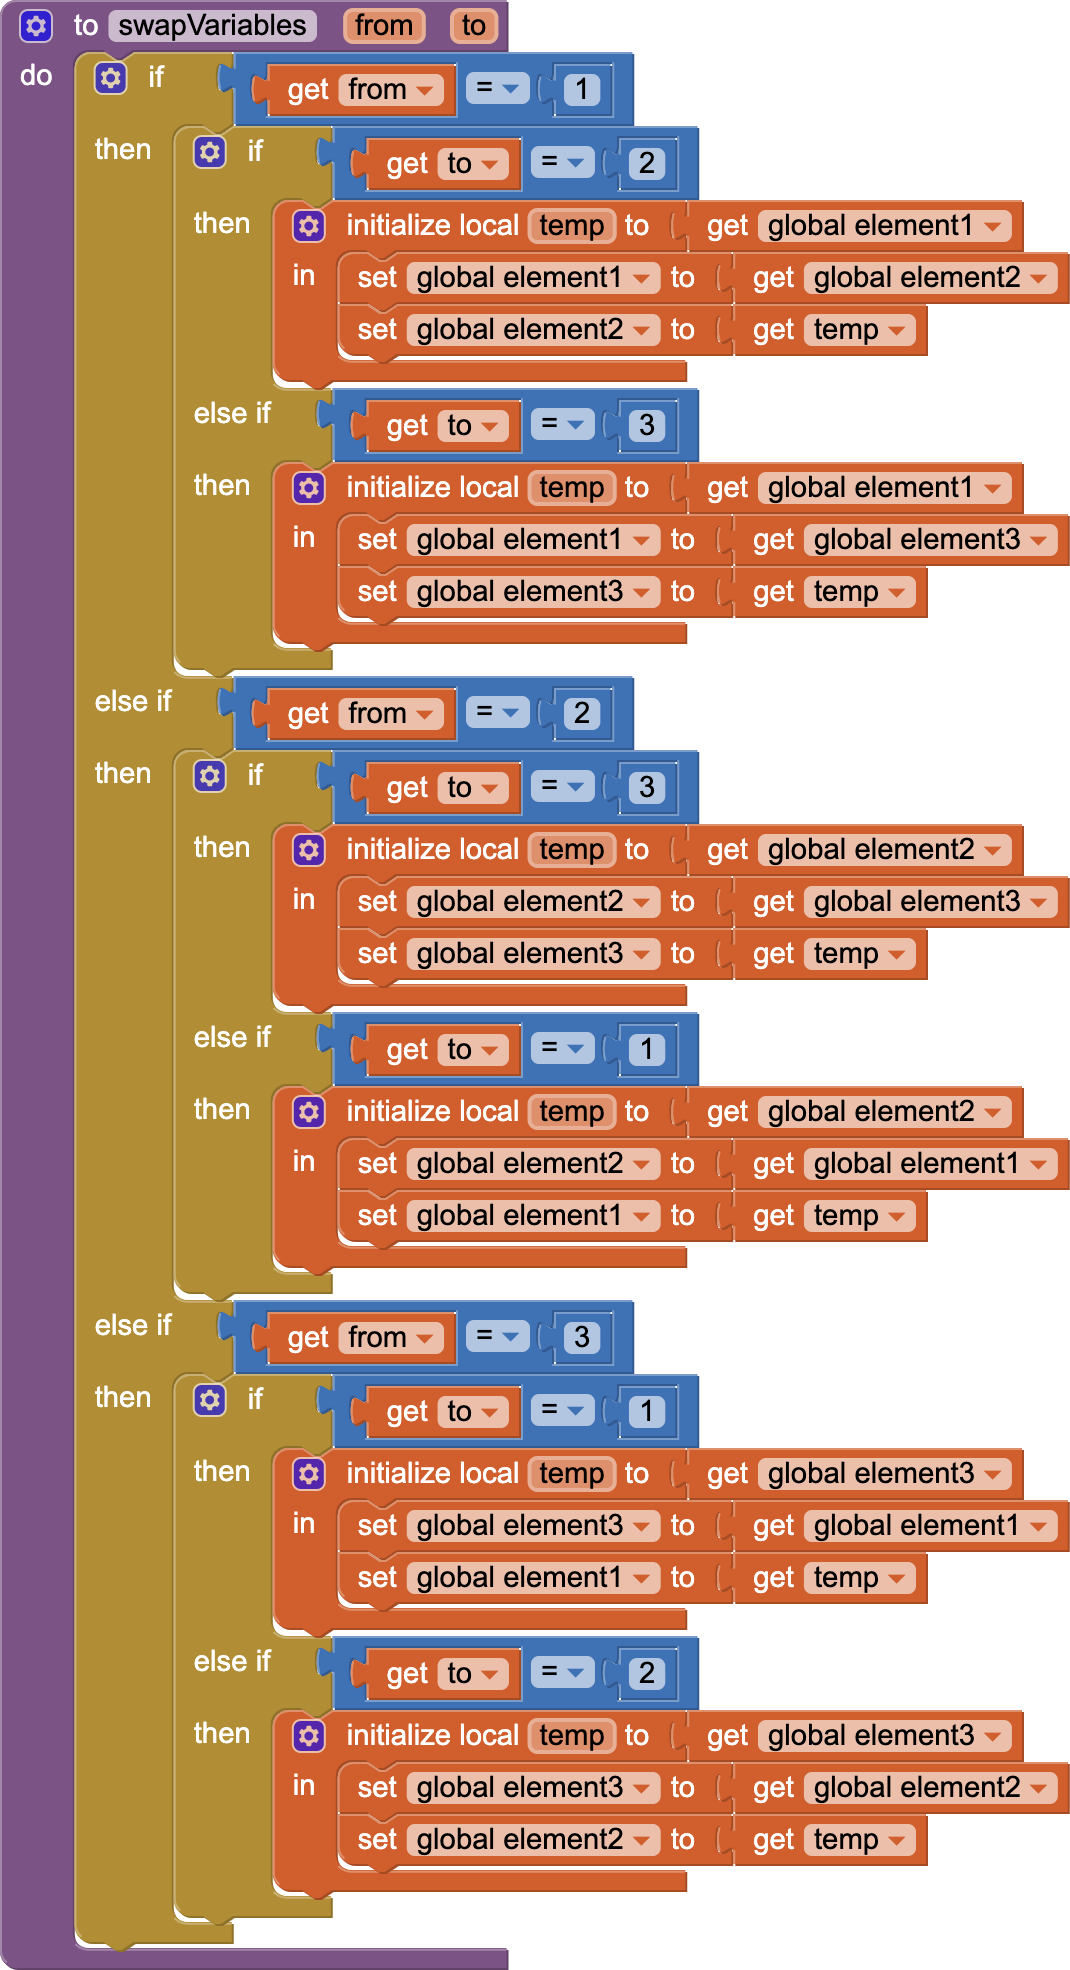 to swapVariables from to
do if get from = 1
then if get to = 2
then initialize local temp to get global element1
in set global element1 to get global element2
set global element2 to get temp
else if get to = 3
then initialize local temp to get global element1
in set global element1 to get global element3
set global element3 to get temp
else if get from = 2
then if get to = 3
then initialize local temp to get global element2
in set global element2 to get global element3
set global element3 to get temp
else if get to = 1
then initialize local temp to get global element2
in set global element2 to get global element1
set global element1 to get temp
else if get from = 3
then if get to = 1
then initialize local temp to get global element3
in set global element3 to get global element1
set global element1 to get temp
else if get to = 2
then initialize local temp to get global element3
in set global element3 to get global element2
set global element2 to get temp